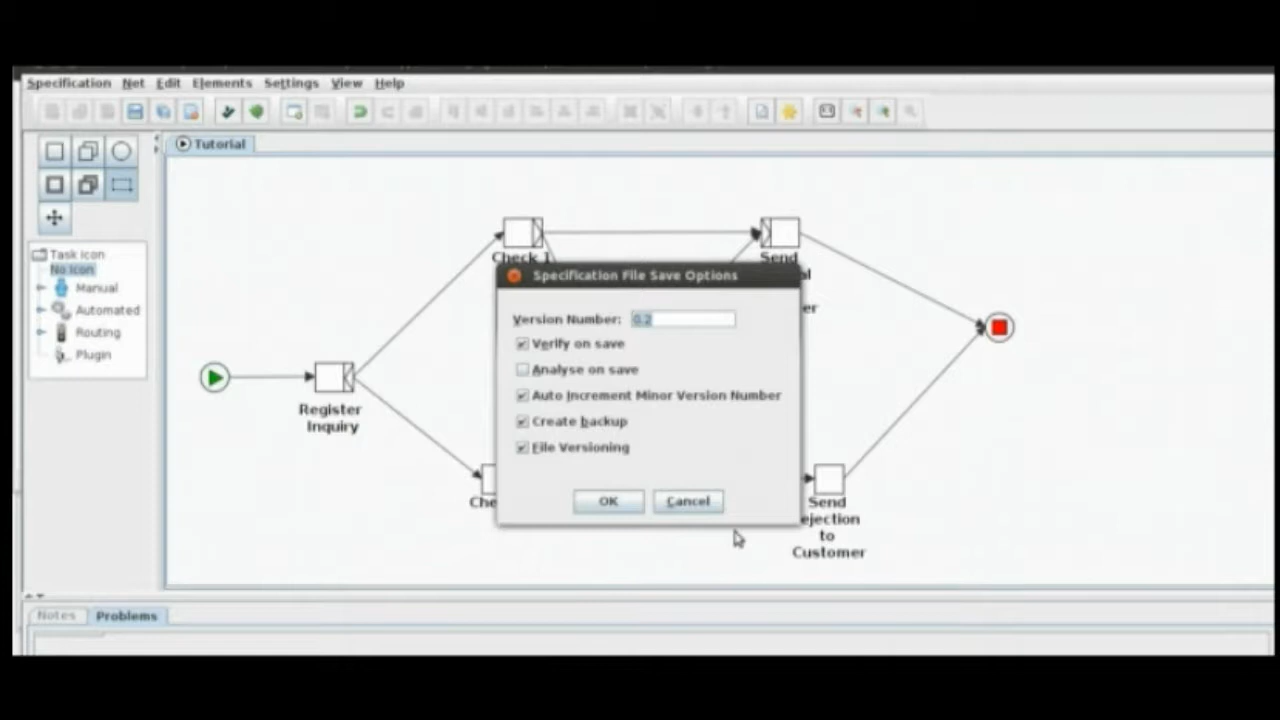 Specification Net Edit Elements Settings View Help
Tutorial
Task icon
No Icon
Manual
Automated
Routing
Plugin
Register
Inquiry
Check 1
Send
Send
to
Customer
Specification File Save Options
Version Number: 0.2
Verify on save
Analyse on save
Auto Increment Minor Version Number
Create backup
File Versioning
OK Cancel
Notes Problems